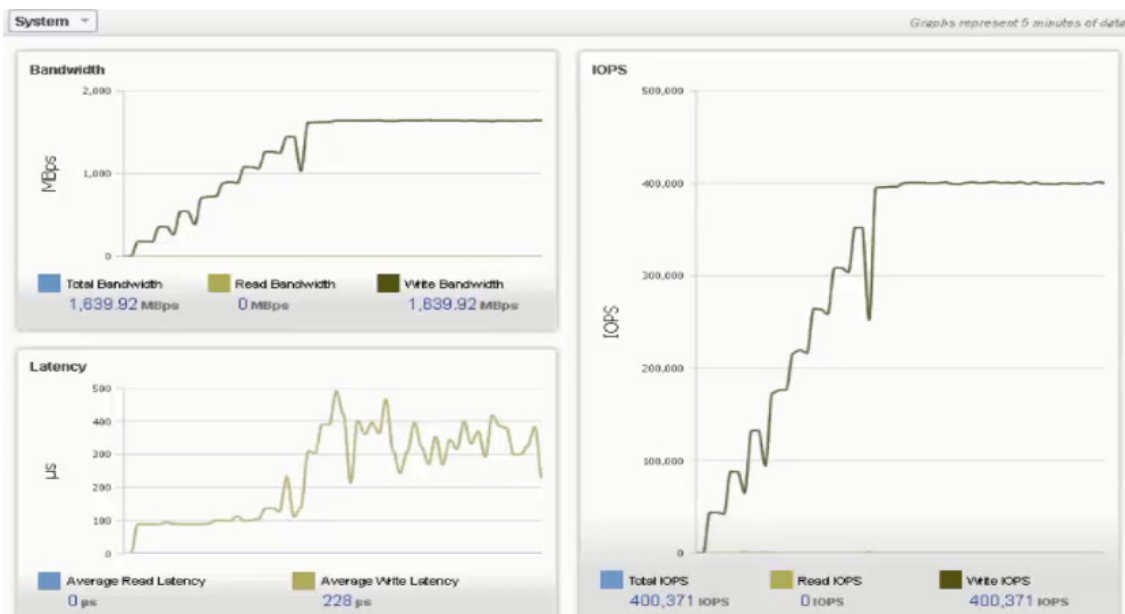 System
Graphs represent 5 minutes of data
Bandwidth
2,000
1,000
0
MBps
Total Bandwidth
1,639.92 MBps
Read Bandwidth
0 MBps
Write Bandwidth
1,639.92 MBps
Latency
500
400
300
200
100
0
µs
Average Read Latency
0 µs
Average Write Latency
228 µs
IOPS
500,000
400,000
300,000
200,000
100,000
0
IOPS
Total IOPS
400,371 IOPS
Read IOPS
0 IOPS
Write IOPS
400,371 IOPS